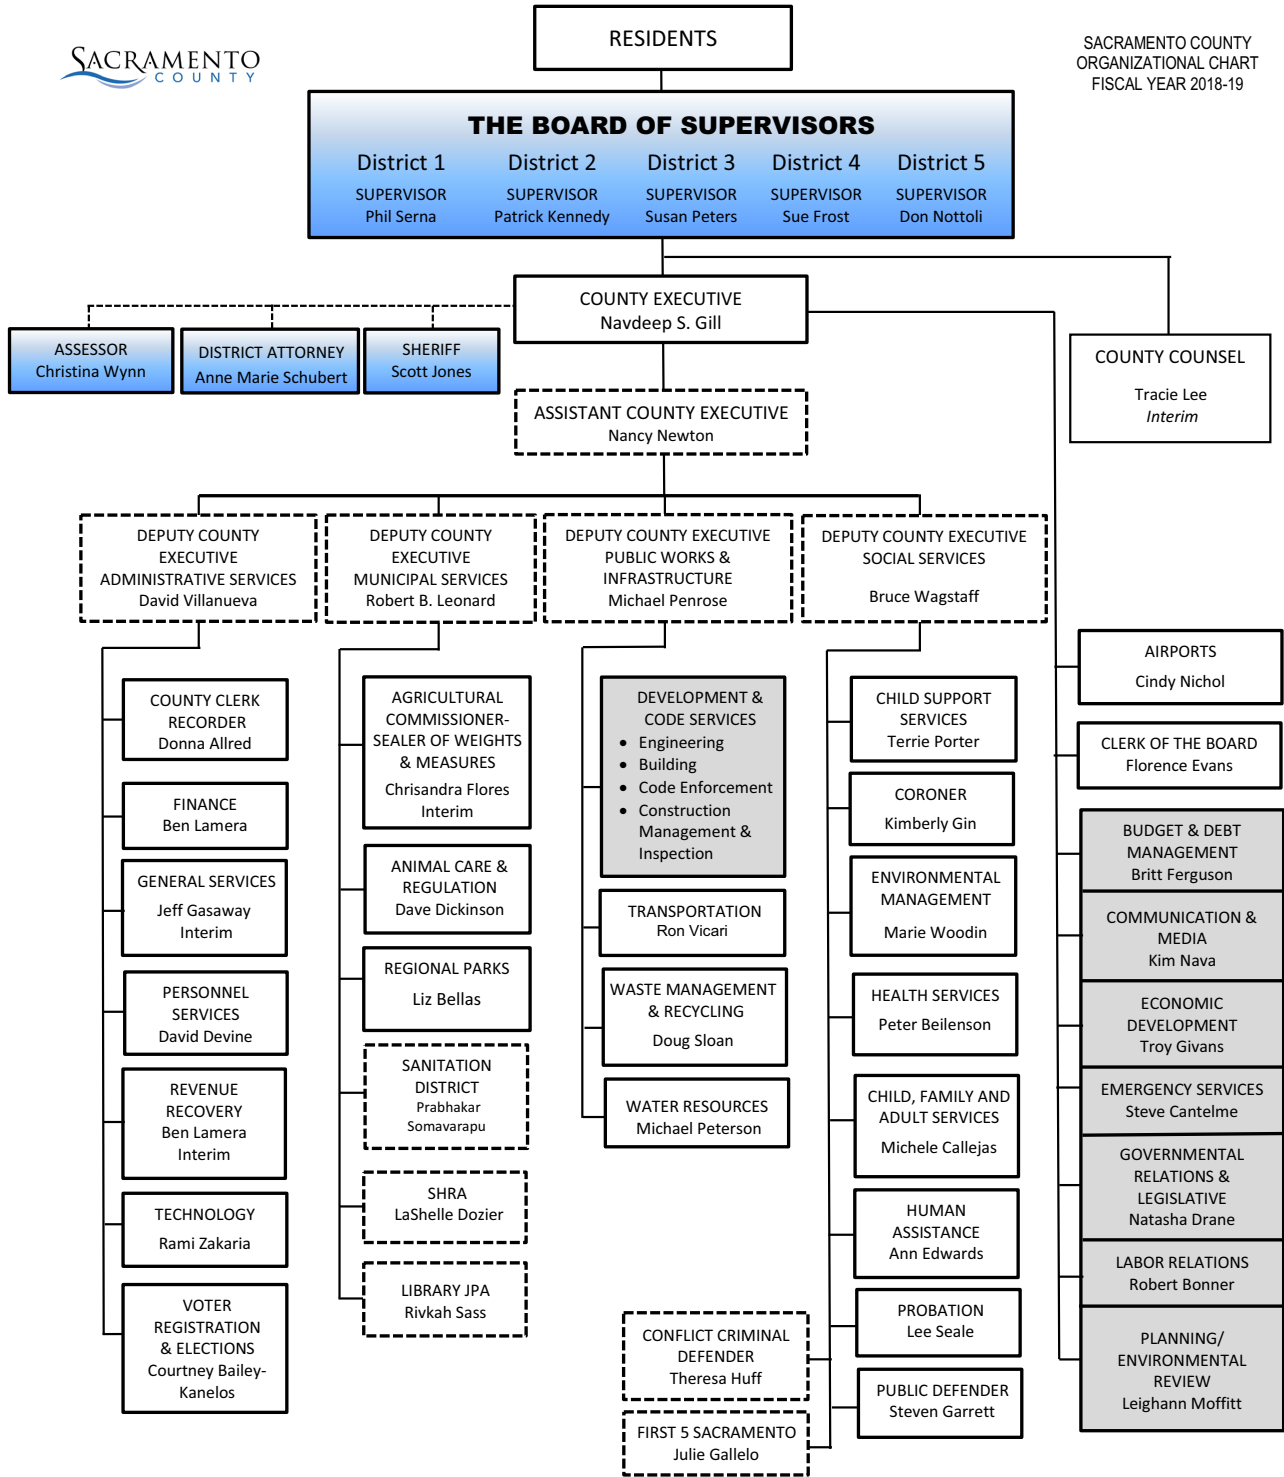 SACRAMENTO
COUNTY
RESIDENTS
SACRAMENTO COUNTY
ORGANIZATIONAL CHART
FISCAL YEAR 2018-19
THE BOARD OF SUPERVISORS
District 1
SUPERVISOR
Phil Serna
District 2
SUPERVISOR
Patrick Kennedy
District 3
SUPERVISOR
Susan Peters
District 4
SUPERVISOR
Sue Frost
District 5
SUPERVISOR
Don Nottoli
COUNTY EXECUTIVE
Navdeep S. Gill
ASSESSOR
Christina Wynn
DISTRICT ATTORNEY
Anne Marie Schubert
SHERIFF
Scott Jones
COUNTY COUNSEL
Tracie Lee
Interim
ASSISTANT COUNTY EXECUTIVE
Nancy Newton
DEPUTY COUNTY
EXECUTIVE
ADMINISTRATIVE SERVICES
David Villanueva
DEPUTY COUNTY
EXECUTIVE
MUNICIPAL SERVICES
Robert B. Leonard
DEPUTY COUNTY EXECUTIVE
PUBLIC WORKS &
INFRASTRUCTURE
Michael Penrose
DEPUTY COUNTY EXECUTIVE
SOCIAL SERVICES
Bruce Wagstaff
COUNTY CLERK
RECORDER
Donna Allred
FINANCE
Ben Lamera
GENERAL SERVICES
Jeff Gasaway
Interim
PERSONNEL
SERVICES
David Devine
REVENUE
RECOVERY
Ben Lamera
Interim
TECHNOLOGY
Rami Zakaria
VOTER
REGISTRATION
& ELECTIONS
Courtney Bailey-
Kanelos
AGRICULTURAL
COMMISSIONER-
SEALER OF WEIGHTS
& MEASURES
Chrisandra Flores
Interim
ANIMAL CARE &
REGULATION
Dave Dickinson
REGIONAL PARKS
Liz Bellas
SANITATION
DISTRICT
Prabhakar
Somavarapu
SHRA
LaShelle Dozier
LIBRARY JPA
Rivkah Sass
DEVELOPMENT &
CODE SERVICES
• Engineering
• Building
• Code Enforcement
• Construction
Management &
Inspection
TRANSPORTATION
Ron Vicari
WASTE MANAGEMENT
& RECYCLING
Doug Sloan
WATER RESOURCES
Michael Peterson
CHILD SUPPORT
SERVICES
Terrie Porter
CORONER
Kimberly Gin
ENVIRONMENTAL
MANAGEMENT
Marie Woodin
HEALTH SERVICES
Peter Beilenson
CHILD, FAMILY AND
ADULT SERVICES
Michele Callejas
HUMAN
ASSISTANCE
Ann Edwards
PROBATION
Lee Seale
CONFLICT CRIMINAL
DEFENDER
Theresa Huff
PUBLIC DEFENDER
Steven Garrett
FIRST 5 SACRAMENTO
Julie Gallelo
AIRPORTS
Cindy Nichol
CLERK OF THE BOARD
Florence Evans
BUDGET & DEBT
MANAGEMENT
Britt Ferguson
COMMUNICATION &
MEDIA
Kim Nava
ECONOMIC
DEVELOPMENT
Troy Givans
EMERGENCY SERVICES
Steve Cantelme
GOVERNMENTAL
RELATIONS &
LEGISLATIVE
Natasha Drane
LABOR RELATIONS
Robert Bonner
PLANNING/
ENVIRONMENTAL
REVIEW
Leighann Moffitt